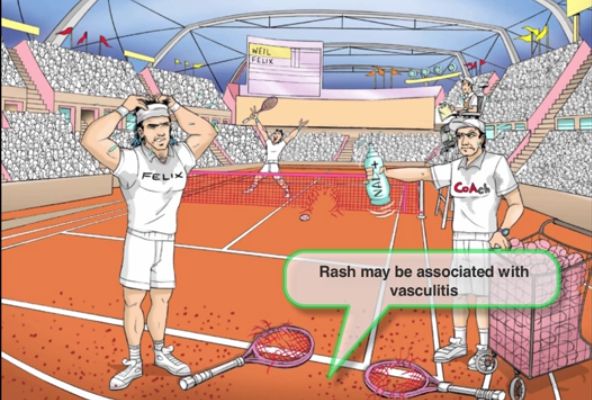 WEIL
FELIX
FELIX
CoAch
Rash may be associated with
vasculitis